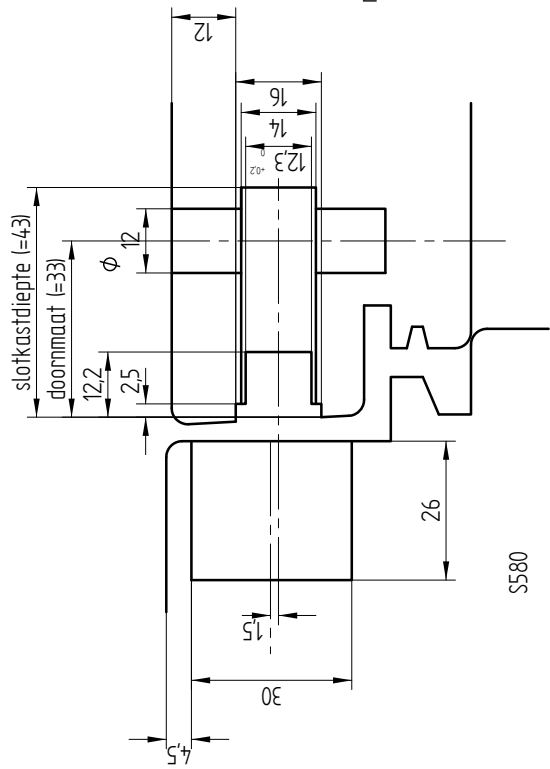 12
slotkastdiepte (=43)
doornmaat (=33)
16
14
12,3 +0,2 0
Φ 12
12,2
2,5
26
1,5
30
4,5
S580